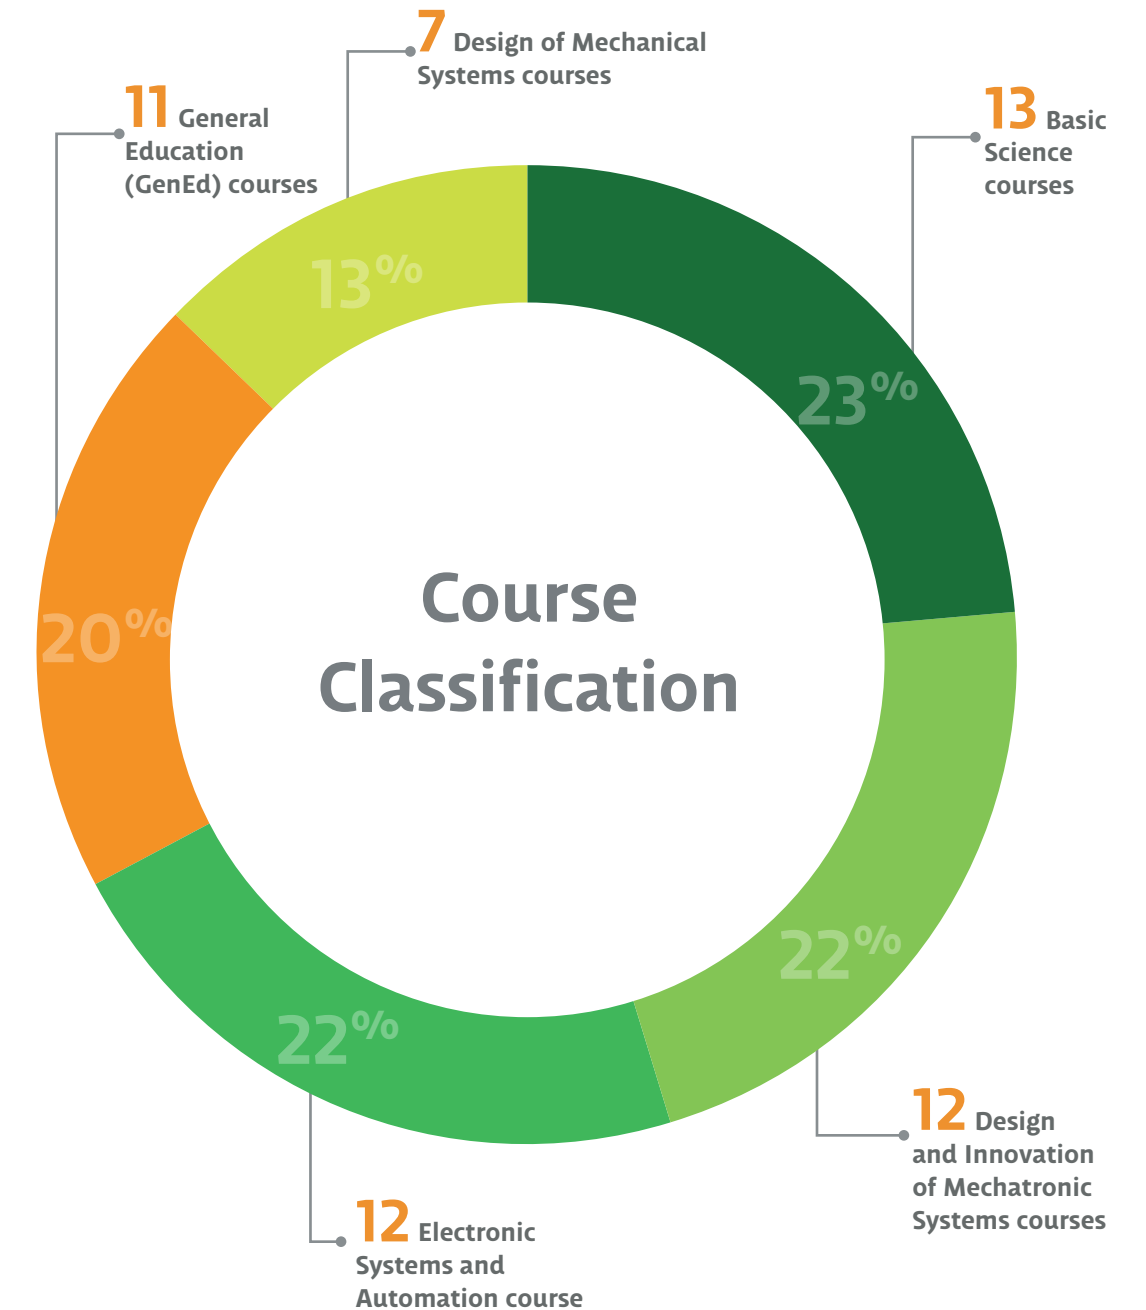 7 Design of Mechanical
Systems courses
11 General
Education
(GenEd) courses
13 Basic
Science
courses
13%
23%
20%
Course
Classification
22%
22%
12 Design
and Innovation
of Mechatronic
Systems courses
12 Electronic
Systems and
Automation course